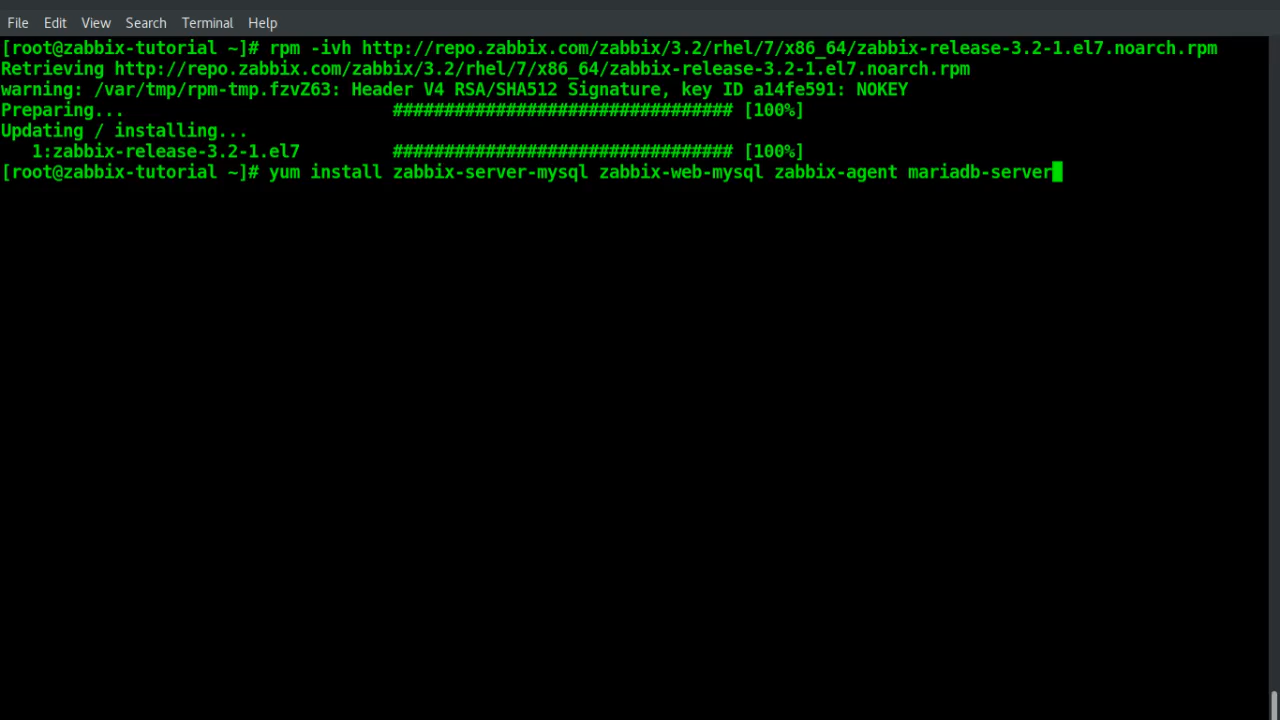 File Edit View Search Terminal Help
[root@zabbix-tutorial ~]# rpm -ivh http://repo.zabbix.com/zabbix/3.2/rhel/7/x86_64/zabbix-release-3.2-1.el7.noarch.rpm
Retrieving http://repo.zabbix.com/zabbix/3.2/rhel/7/x86_64/zabbix-release-3.2-1.el7.noarch.rpm
warning: /var/tmp/rpm-tmp.fzvZ63: Header V4 RSA/SHA512 Signature, key ID a14fe591: NOKEY
Preparing...                          ################################# [100%]
Updating / installing...
   1:zabbix-release-3.2-1.el7         ################################# [100%]
[root@zabbix-tutorial ~]# yum install zabbix-server-mysql zabbix-web-mysql zabbix-agent mariadb-server